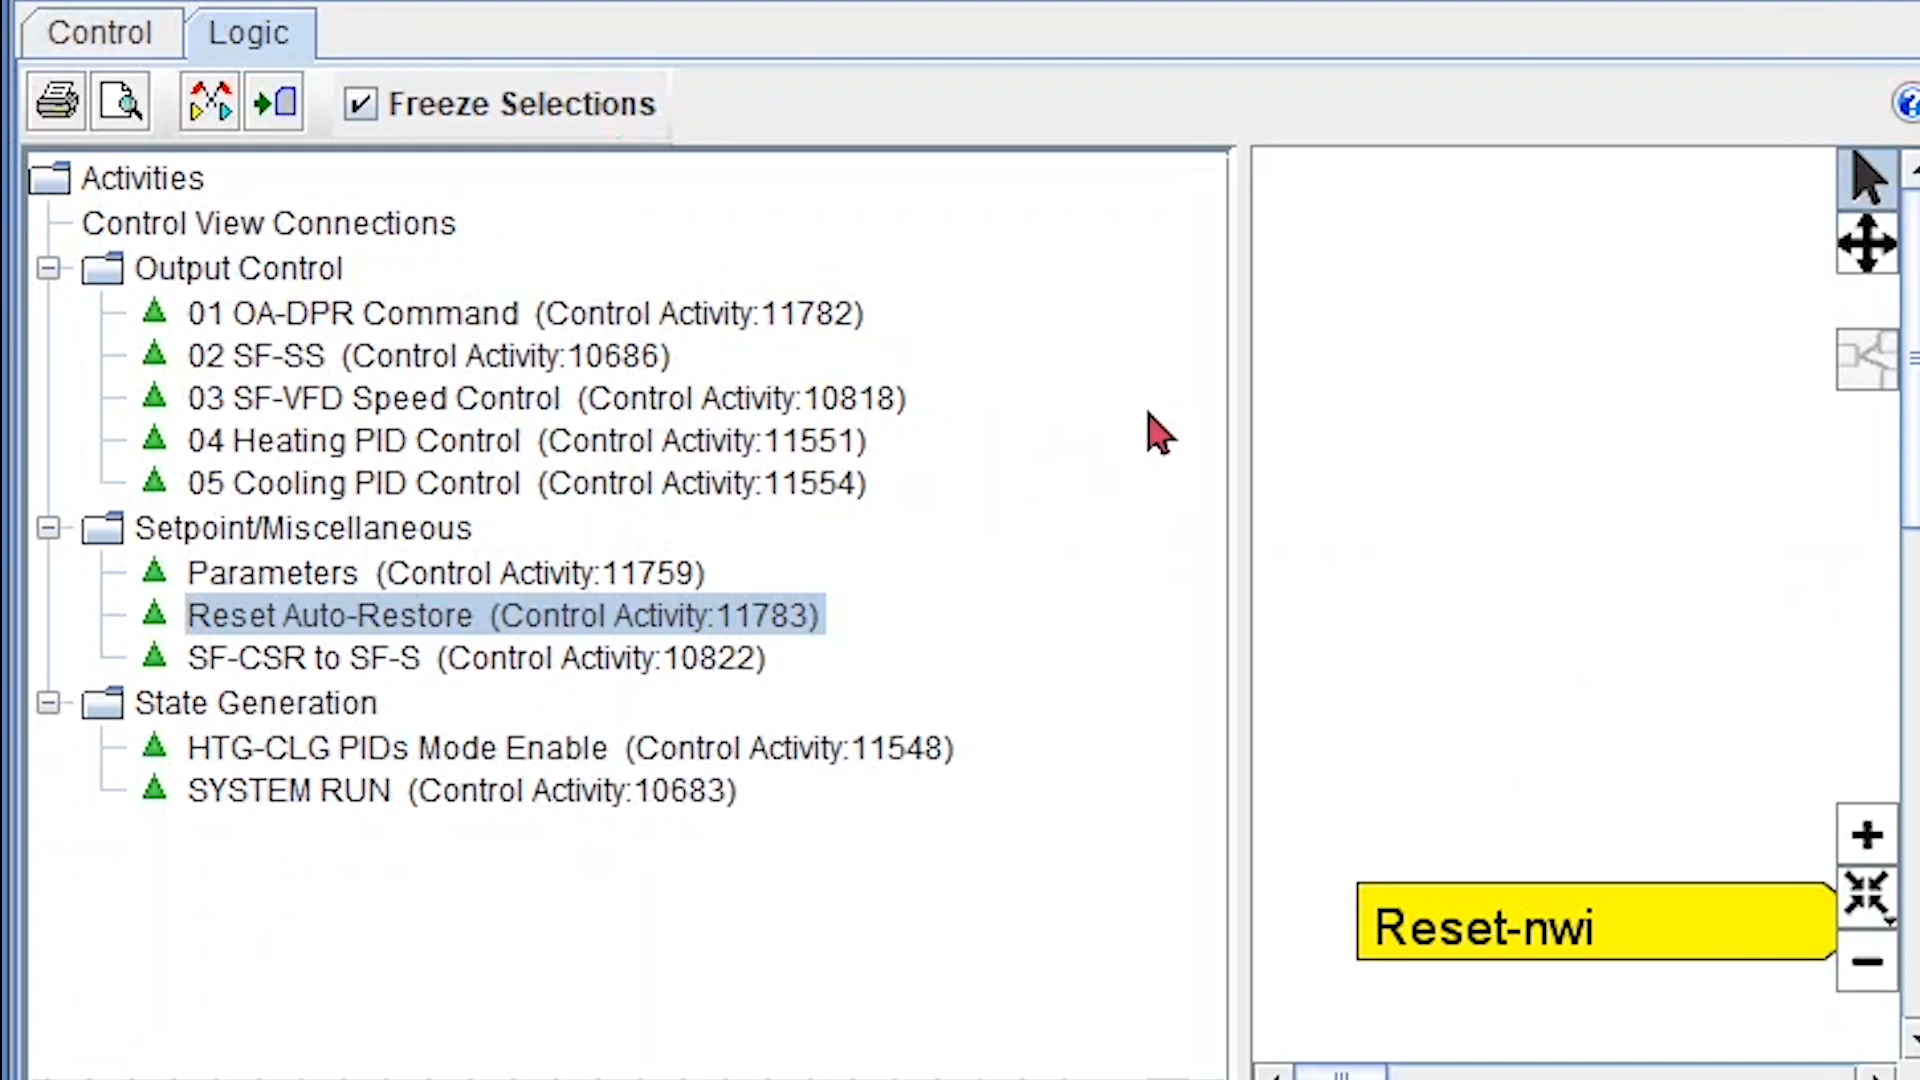 Control Logic
Freeze Selections
Activities
Control View Connections
Output Control
01 OA-DPR Command (Control Activity:11782)
02 SF-SS (Control Activity:10686)
03 SF-VFD Speed Control (Control Activity:10818)
04 Heating PID Control (Control Activity:11551)
05 Cooling PID Control (Control Activity:11554)
Setpoint/Miscellaneous
Parameters (Control Activity:11759)
Reset Auto-Restore (Control Activity:11783)
SF-CSR to SF-S (Control Activity:10822)
State Generation
HTG-CLG PIDs Mode Enable (Control Activity:11548)
SYSTEM RUN (Control Activity:10683)
Reset-nwi